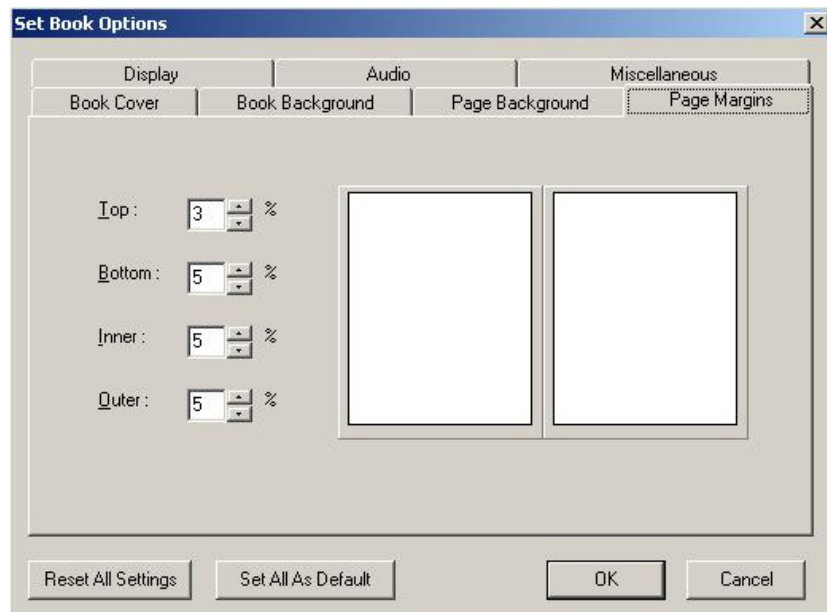 Set Book Options
Display Audio Miscellaneous
Book Cover Book Background Page Background Page Margins
Top : 3 %
Bottom : 5 %
Inner : 5 %
Outer : 5 %
Reset All Settings Set All As Default OK Cancel